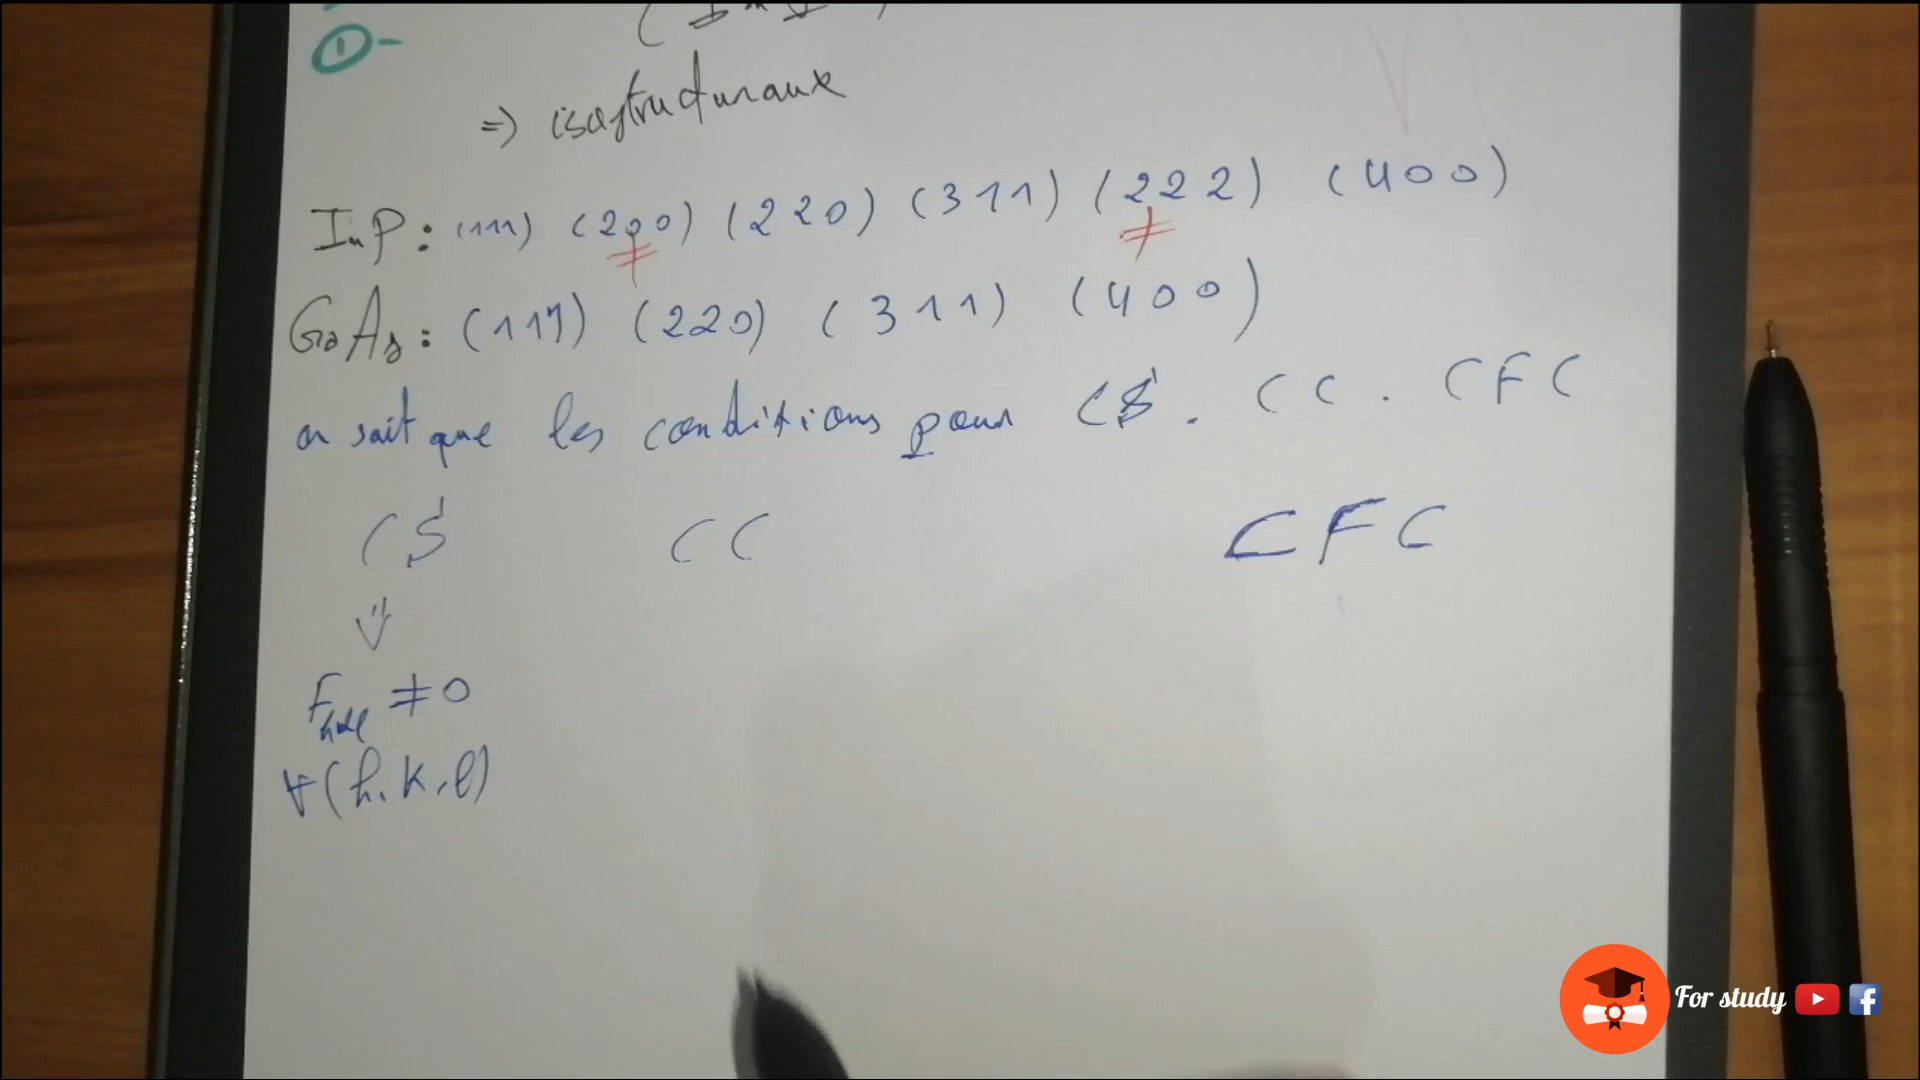 ①-
=> isostructuraux
InP: (111) (200) (220) (311) (222) (400)
≠ ≠
GaAs: (111) (220) (311) (400)
on sait que les conditions pour CS. CC. CFC
CS CC CFC
⇓
Fhkl ≠ 0
∀(h.k.l)
For study